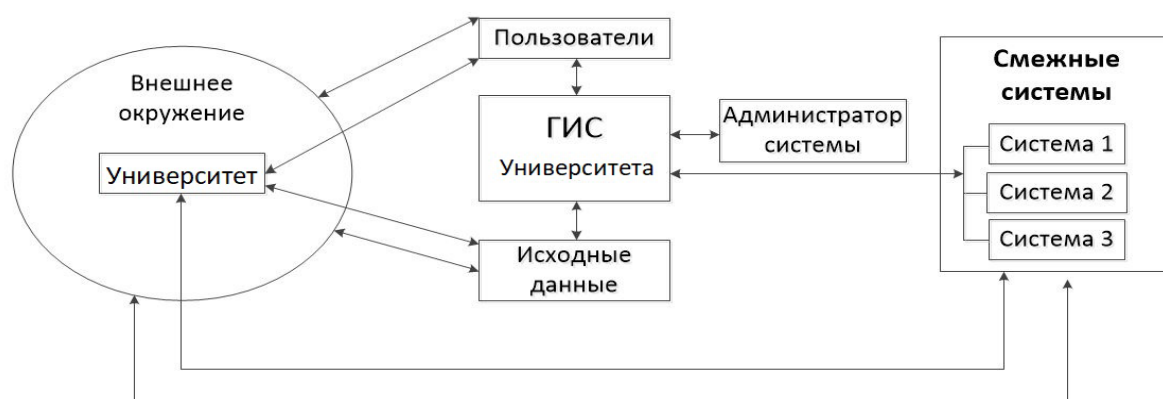 Внешнее
окружение
Университет
Пользователи
ГИС
Университета
Исходные
данные
Администратор
системы
Смежные
системы
Система 1
Система 2
Система 3